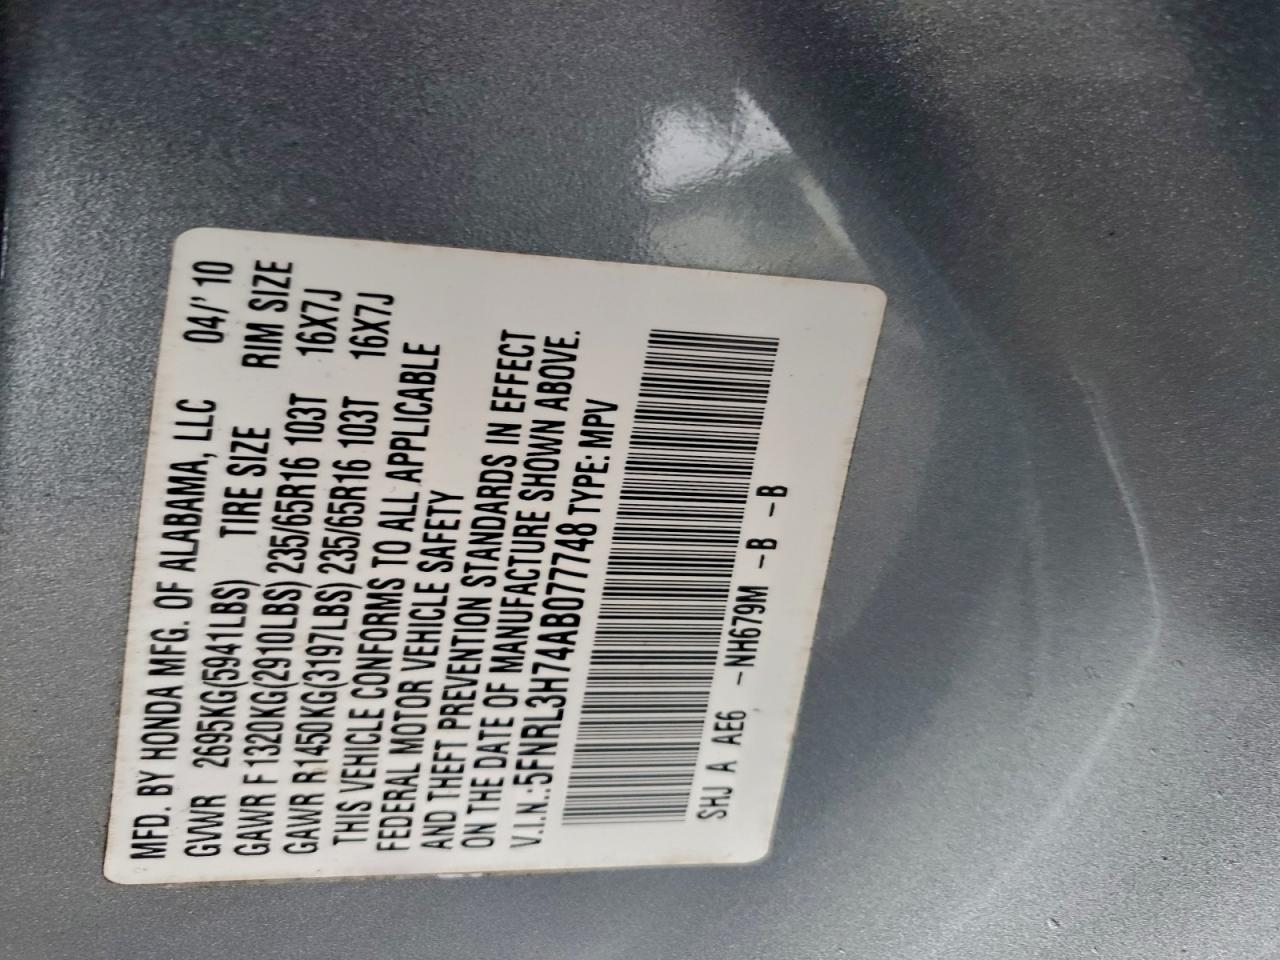 MFD. BY HONDA MFG. OF ALABAMA, LLC 04/' 10
GVWR 2695KG(5941LBS) TIRE SIZE RIM SIZE
GAWR F1320KG(2910LBS) 235/65R16 103T 16X7J
GAWR R1450KG(3197LBS) 235/65R16 103T 16X7J
THIS VEHICLE CONFORMS TO ALL APPLICABLE
FEDERAL MOTOR VEHICLE SAFETY
AND THEFT PREVENTION STANDARDS IN EFFECT
ON THE DATE OF MANUFACTURE SHOWN ABOVE.
V.I.N.:5FNRL3H74AB077748 TYPE: MPV
SHJ A AE6 -NH679M -B -B